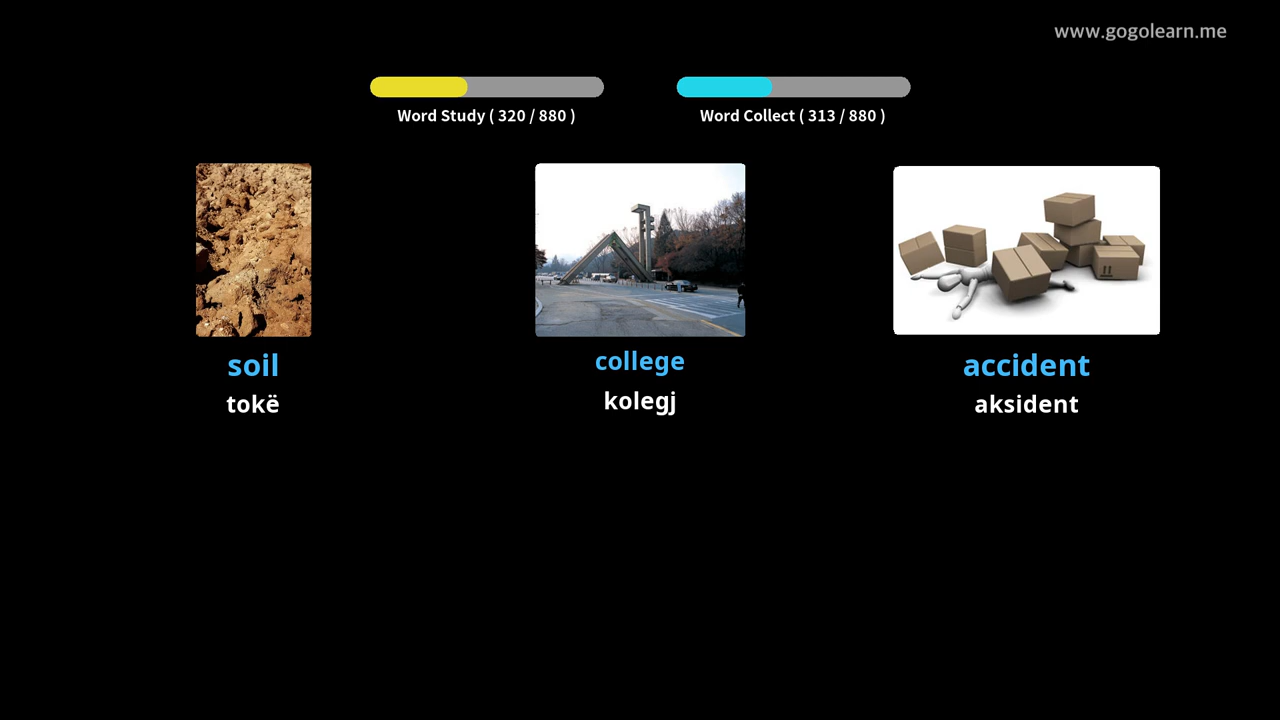 www.gogolearn.me
Word Study ( 320 / 880 )
Word Collect ( 313 / 880 )
soil
college
accident
tokë
kolegj
aksident